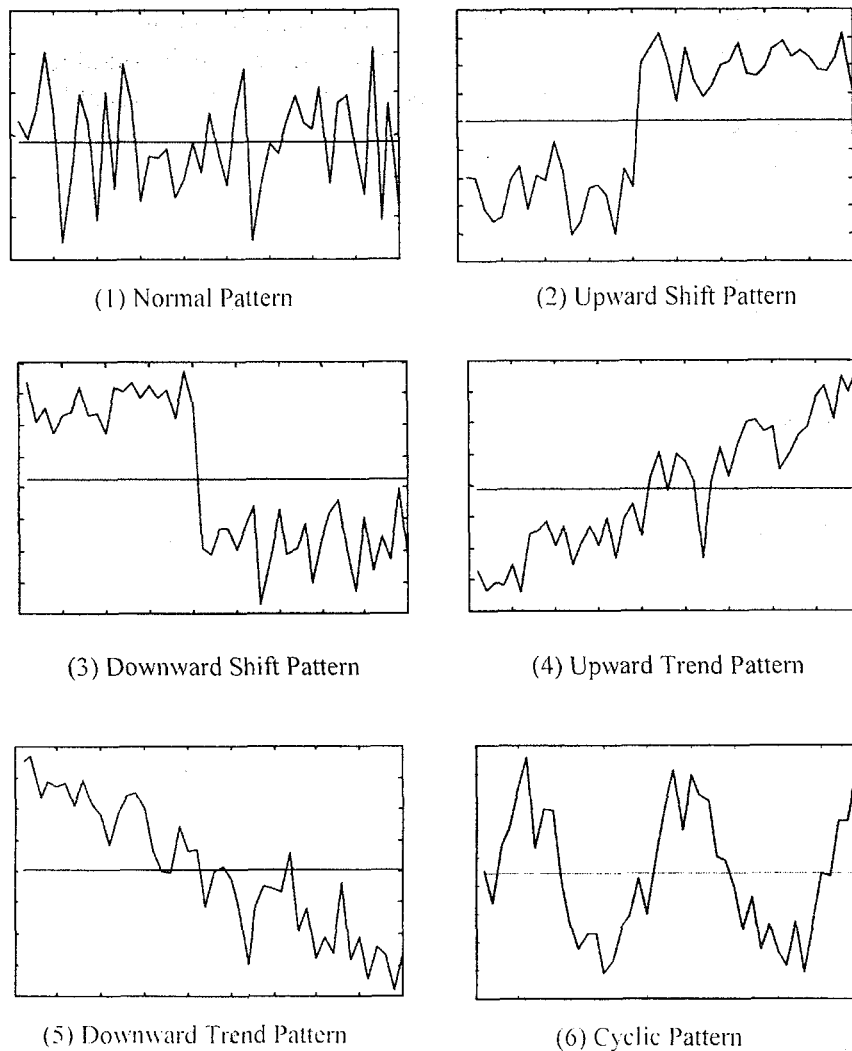 (1) Normal Pattern
(2) Upward Shift Pattern
(3) Downward Shift Pattern
(4) Upward Trend Pattern
(5) Downward Trend Pattern
(6) Cyclic Pattern